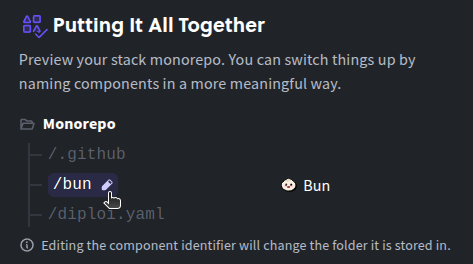 Putting It All Together
Preview your stack monorepo. You can switch things up by
naming components in a more meaningful way.
Monorepo
/.github
/bun
Bun
/diploi.yaml
Editing the component identifier will change the folder it is stored in.